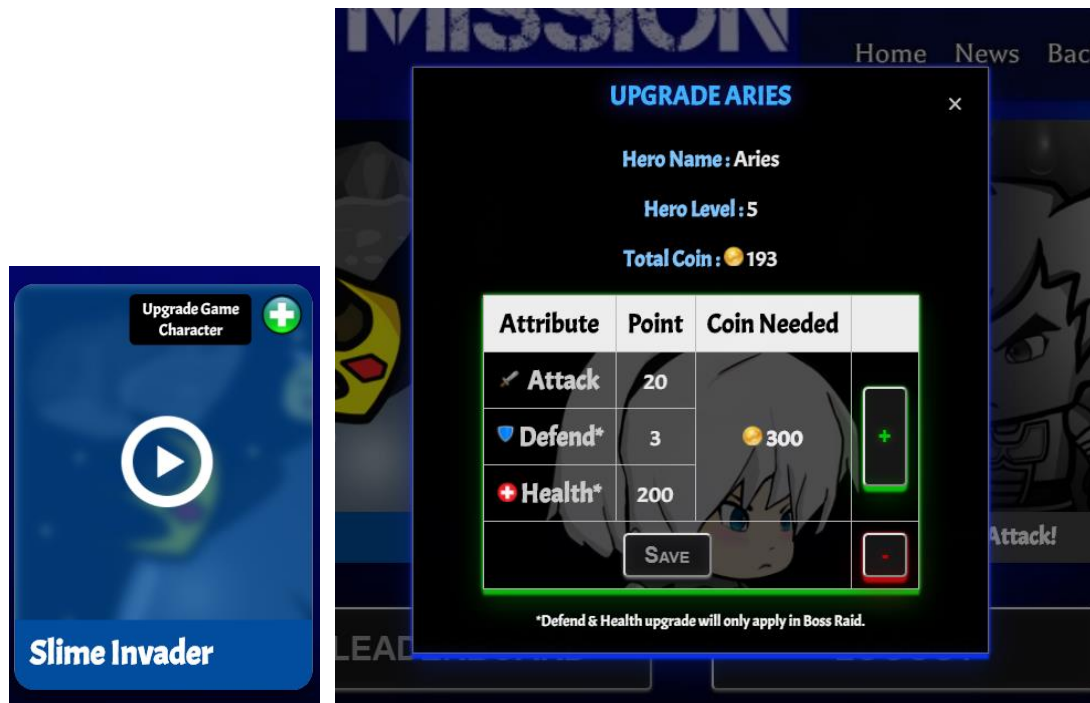 Upgrade Game
Character
Slime Invader
MISSION
Home News Bac
UPGRADE ARIES
×
Hero Name : Aries
Hero Level : 5
Total Coin : 193
Attribute Point Coin Needed
Attack 20
Defend* 3 300 +
Health* 200
SAVE -
*Defend & Health upgrade will only apply in Boss Raid.
Attack!